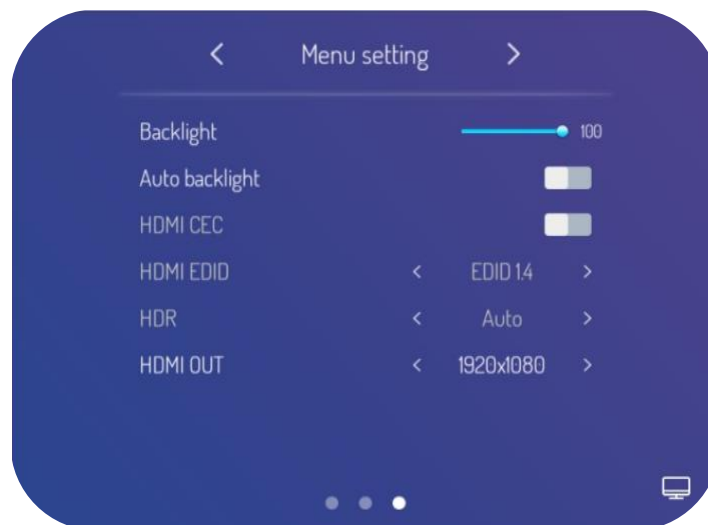 Menu setting
Backlight 100
Auto backlight
HDMI CEC
HDMI EDID < EDID 1.4 >
HDR < Auto >
HDMI OUT < 1920x1080 >